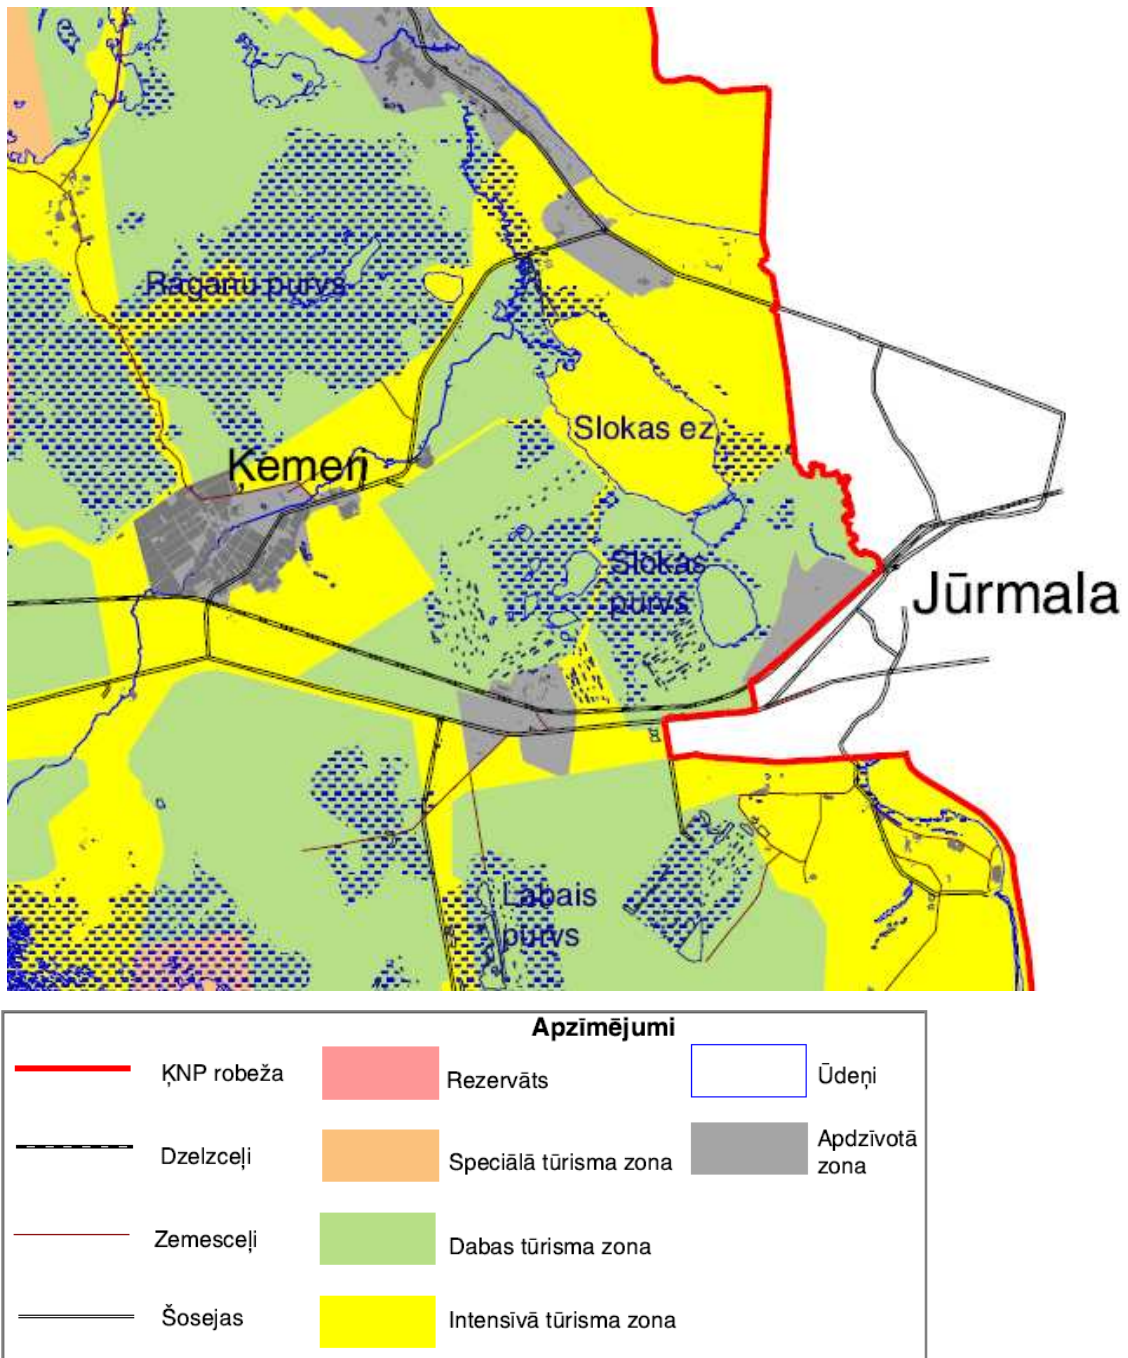 Raganu purvs
Slokas ez
Ķemeri
Slokas
purvs
Jūrmala
Labais
purvs
Apzīmējumi
ĶNP robeža
Rezervāts
Ūdeņi
Dzelzceļi
Speciālā tūrisma zona
Apdzīvotā
zona
Zemesceļi
Dabas tūrisma zona
Šosejas
Intensīvā tūrisma zona